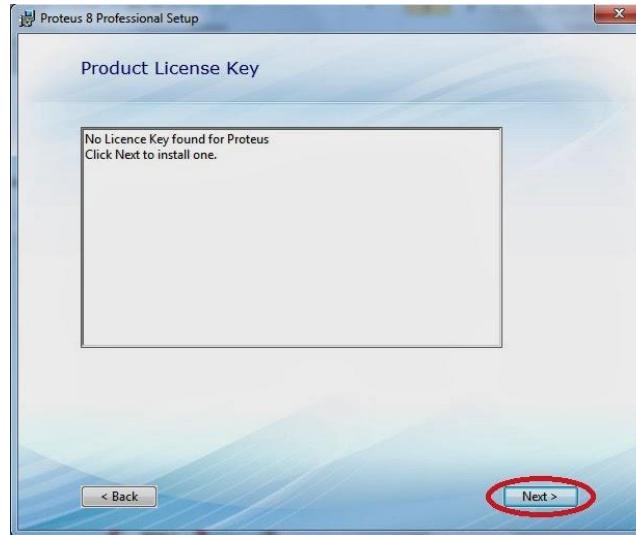 Proteus 8 Professional Setup
Product License Key
No Licence Key found for Proteus
Click Next to install one.
< Back
Next >